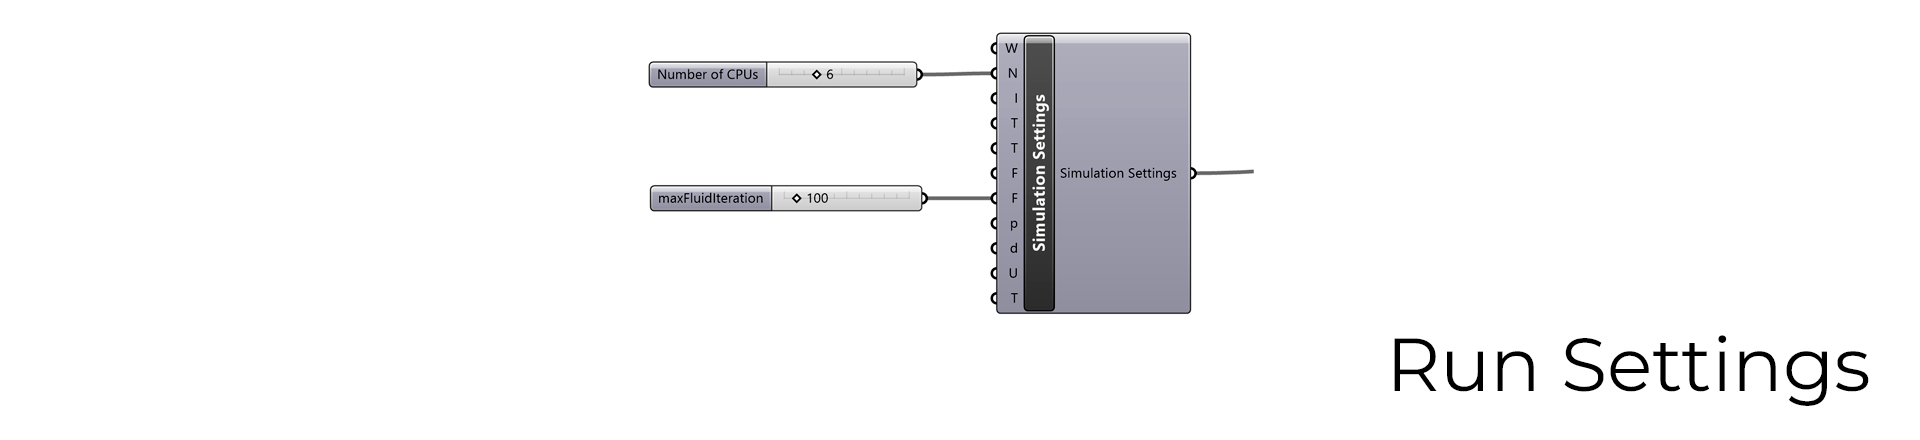 W
Number of CPUs 6
N
I
T
T
Simulation Settings
F
Simulation Settings
maxFluidIteration 100
F
p
d
U
T
Run Settings